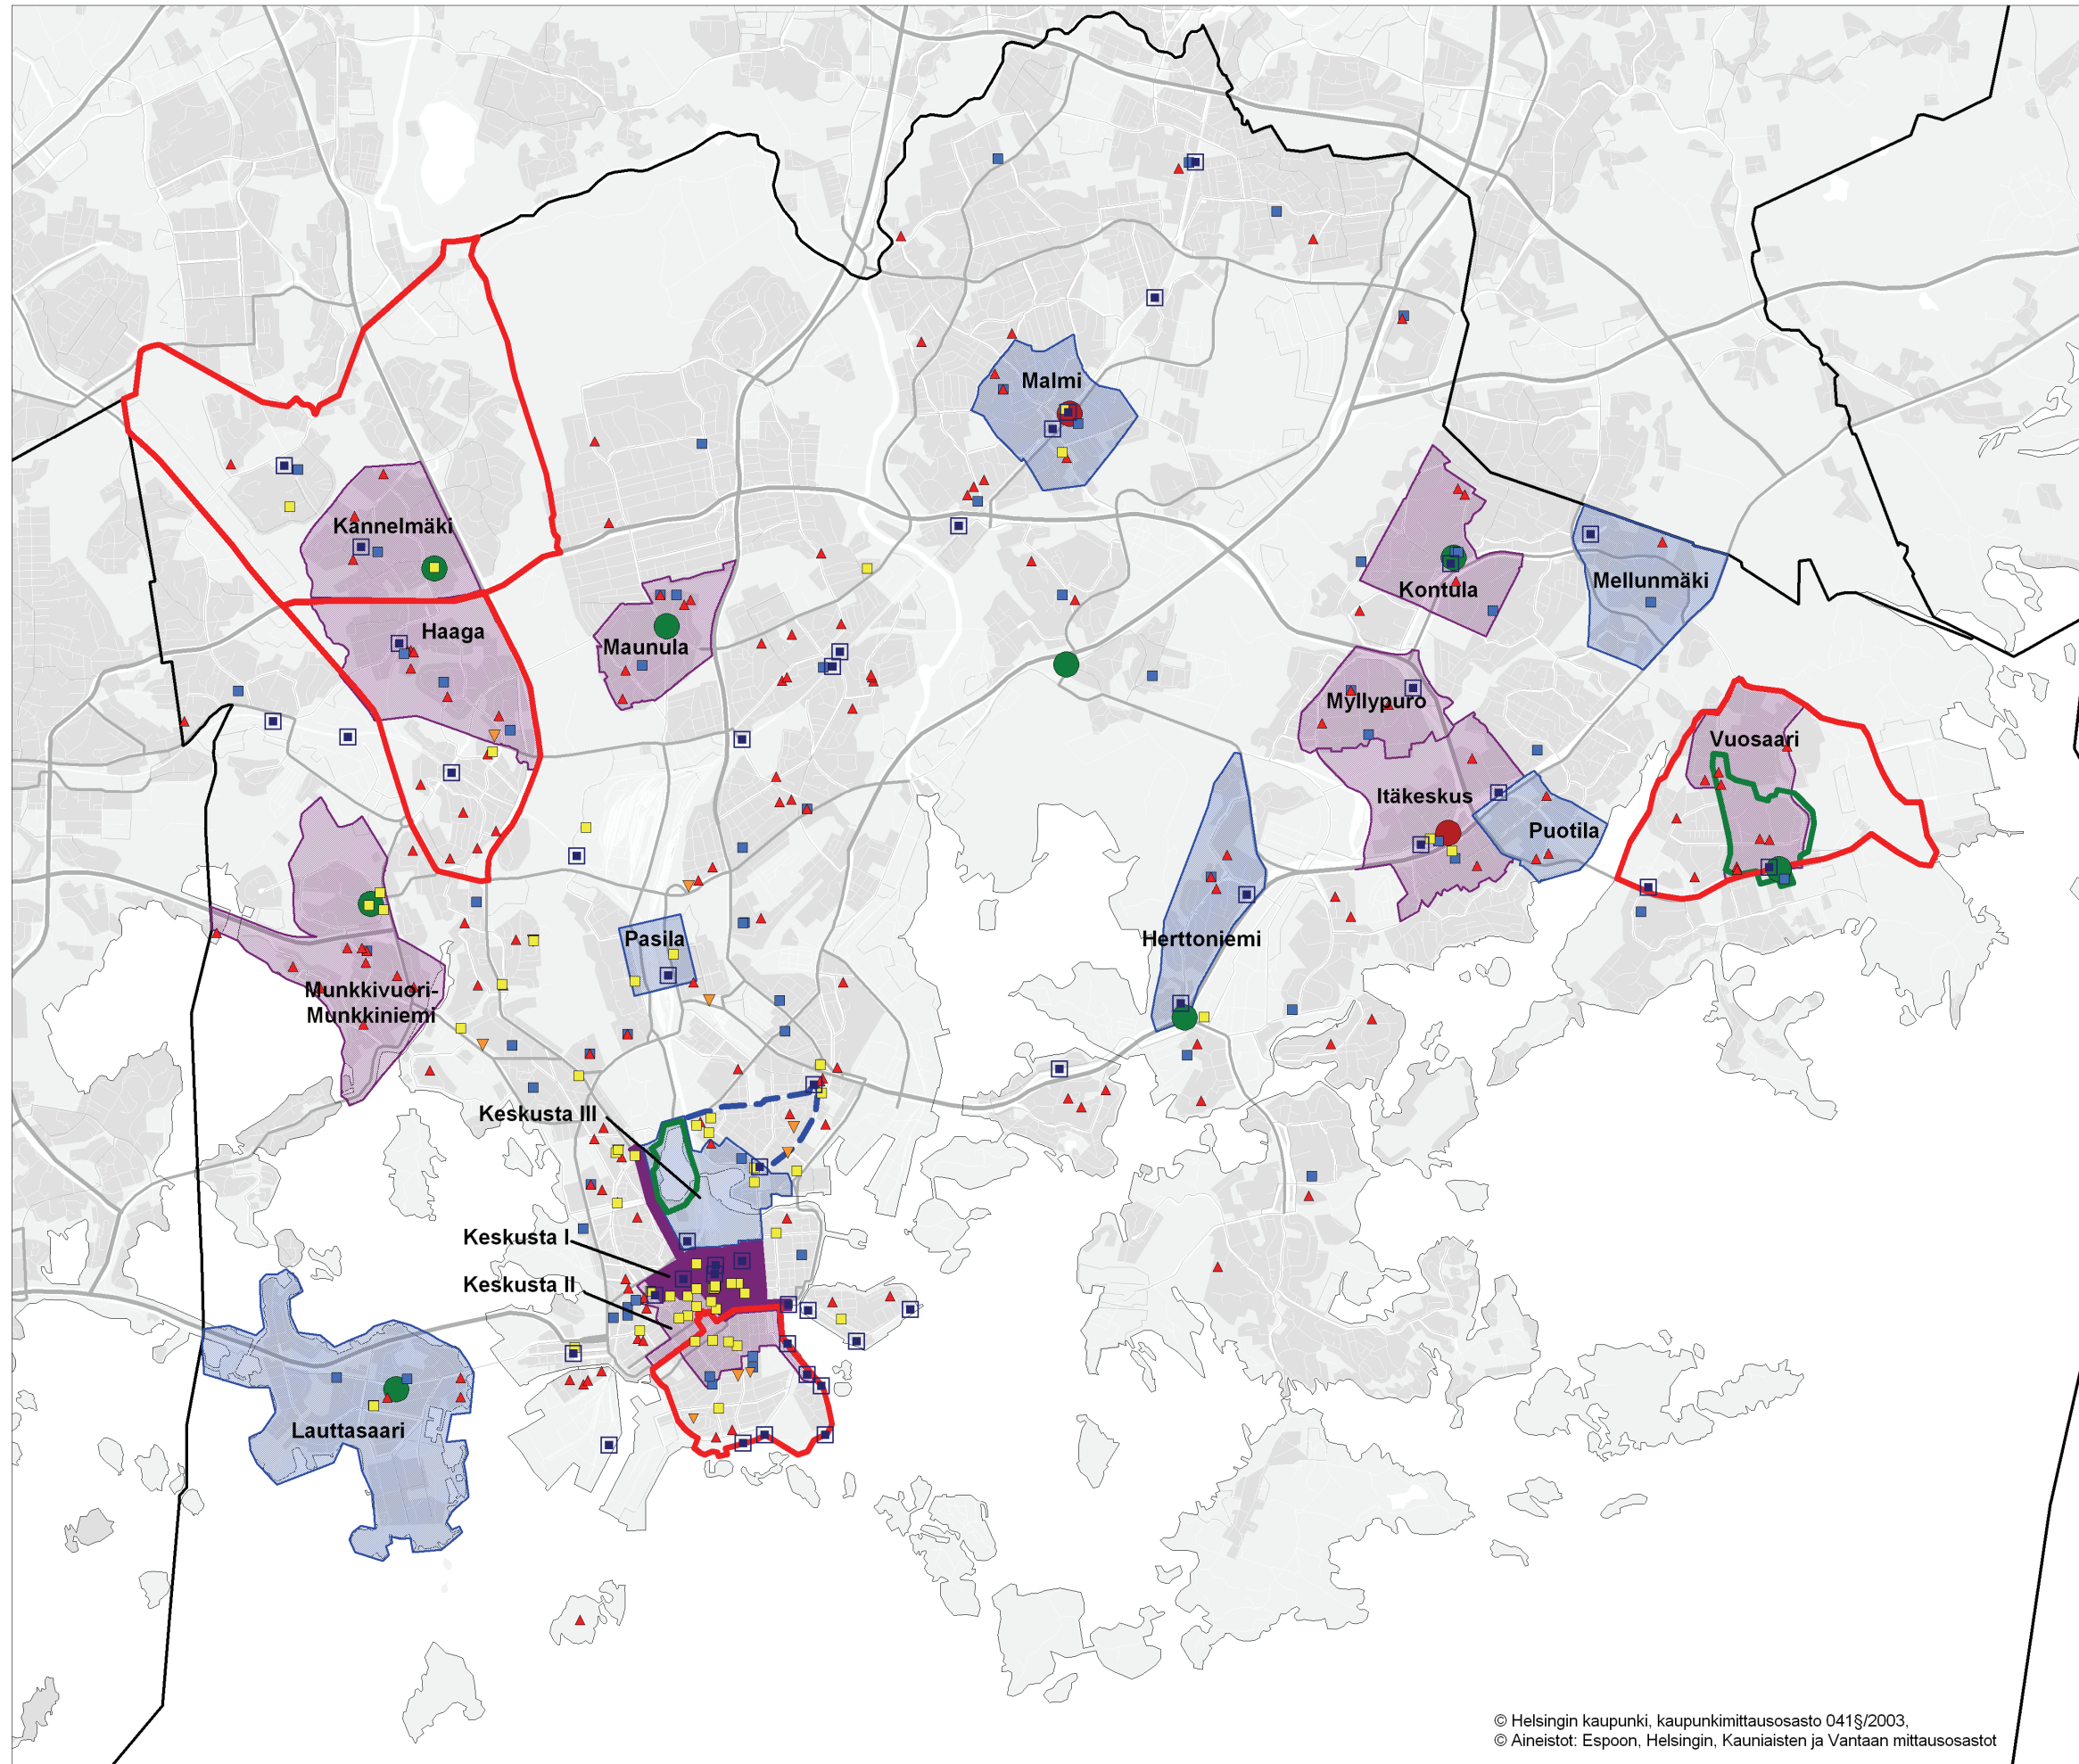 Malmi
Kannelmäki
Kontula
Mellunmäki
Haaga
Maunula
Myllypuro
Vuosaari
Itäkeskus
Puotila
Pasila
Herttoniemi
Munkkivuori-
Munkkiniemi
Keskusta III
Keskusta I
Keskusta II
Lauttasaari
© Helsingin kaupunki, kaupunkimittausosasto 041§/2003,
© Aineistot: Espoon, Helsingin, Kauniaisten ja Vantaan mittausosastot